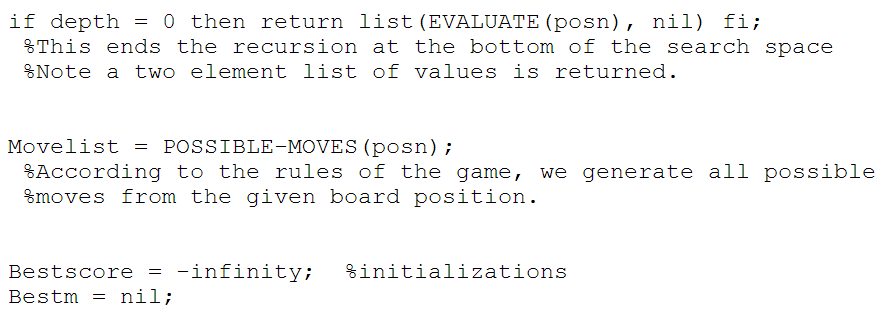 if depth = 0 then return list(EVALUATE(posn), nil) fi;
%This ends the recursion at the bottom of the search space
%Note a two element list of values is returned.
Movelist = POSSIBLE-MOVES(posn);
%According to the rules of the game, we generate all possible
%moves from the given board position.
Bestscore = -infinity;  %initializations
Bestm = nil;